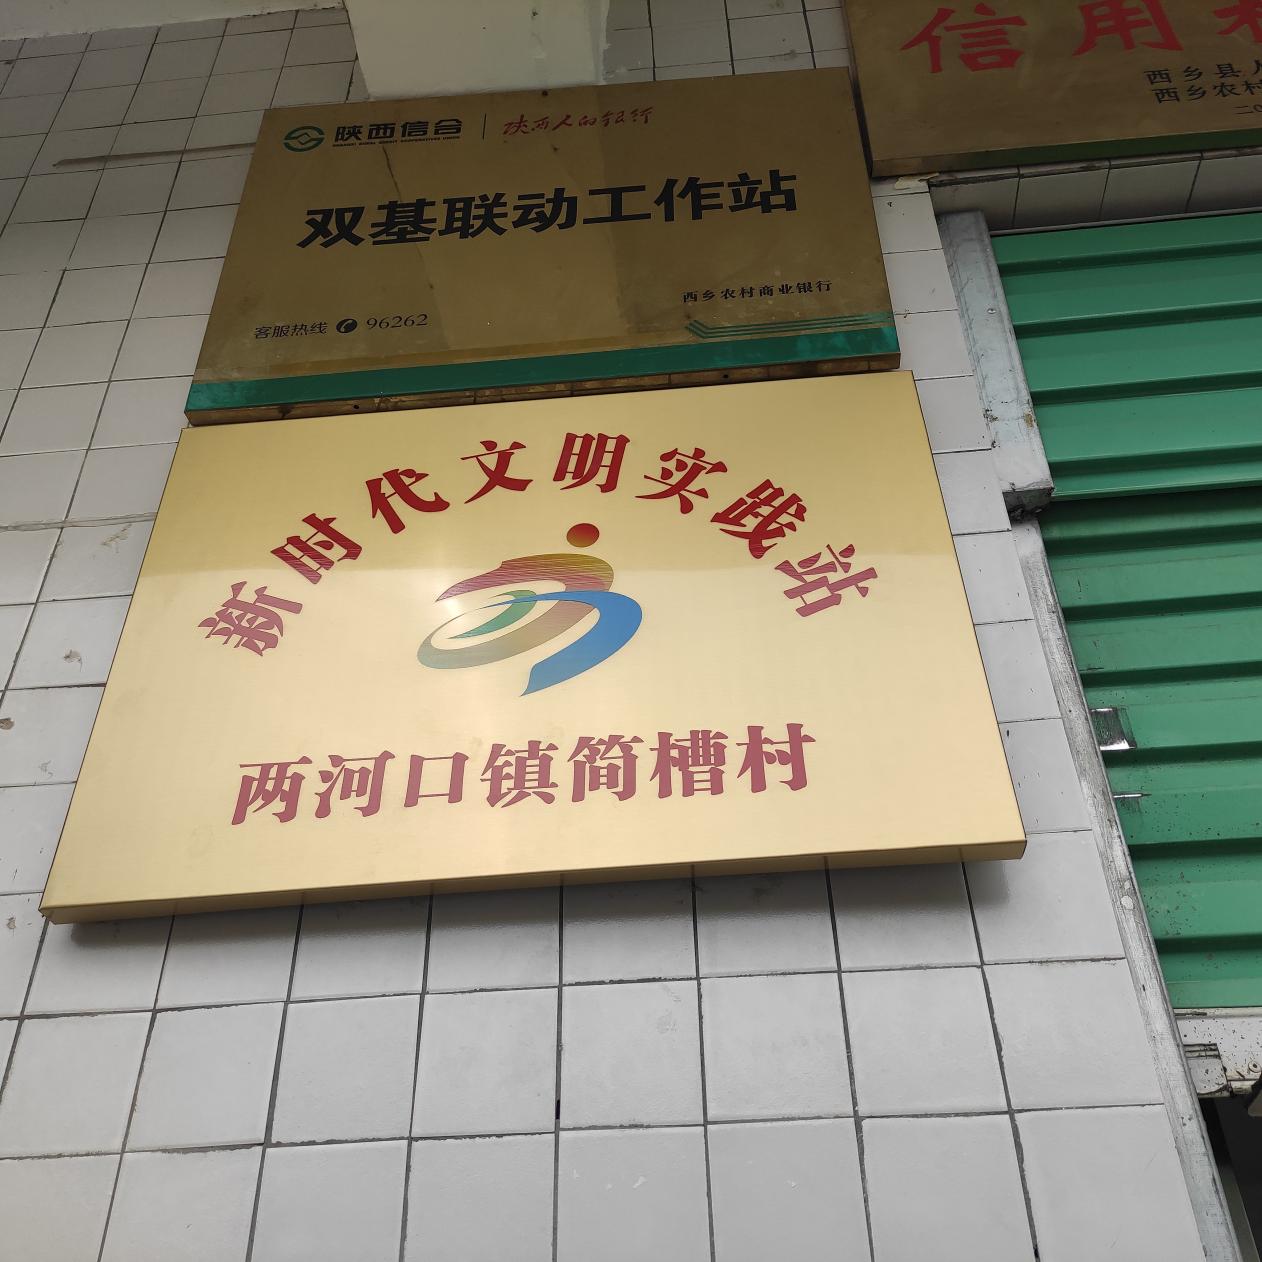 信用
西乡县
西乡农村
陕西信合
陕西人的银行
双基联动工作站
西乡农村商业银行
客服热线 96262
新时代文明实践站
两河口镇简槽村